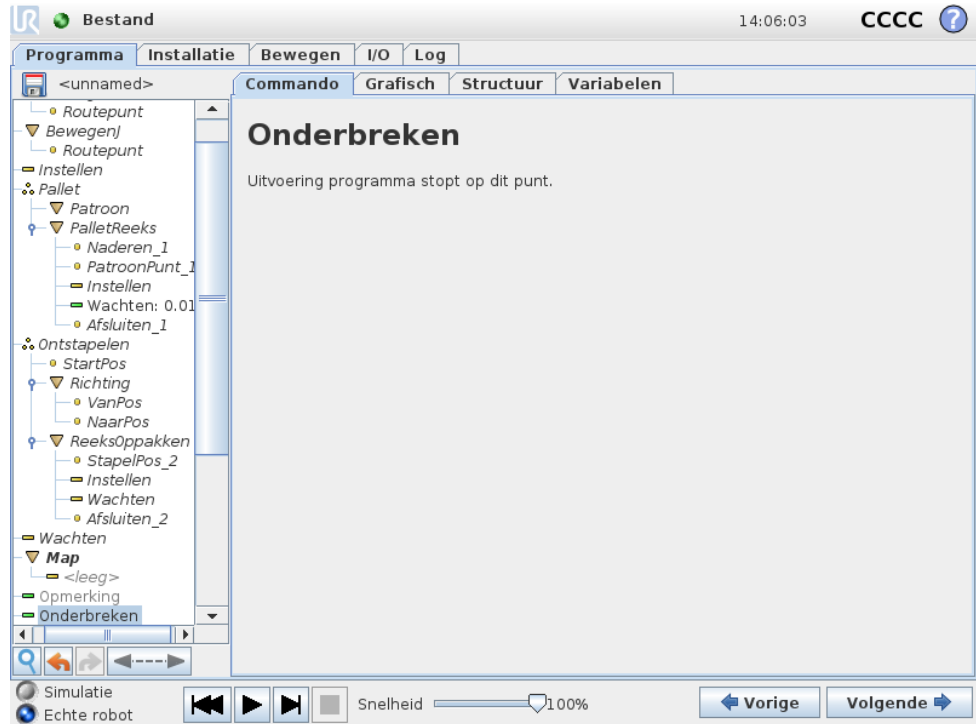 UR Bestand 14:06:03 CCCC ?
Programma Installatie Bewegen I/O Log
<unnamed> Commando Grafisch Structuur Variabelen
Routepunt
BewegenJ
Routepunt
Instellen
Pallet
Patroon
PalletReeks
Naderen_1
PatroonPunt_1
Instellen
Wachten: 0.01
Afsluiten_1
Ontstapelen
StartPos
Richting
VanPos
NaarPos
ReeksOppakken
StapelPos_2
Instellen
Wachten
Afsluiten_2
Wachten
Map
<leeg>
Opmerking
Onderbreken
Onderbreken
Uitvoering programma stopt op dit punt.
Simulatie
Echte robot
Snelheid 100%
Vorige Volgende